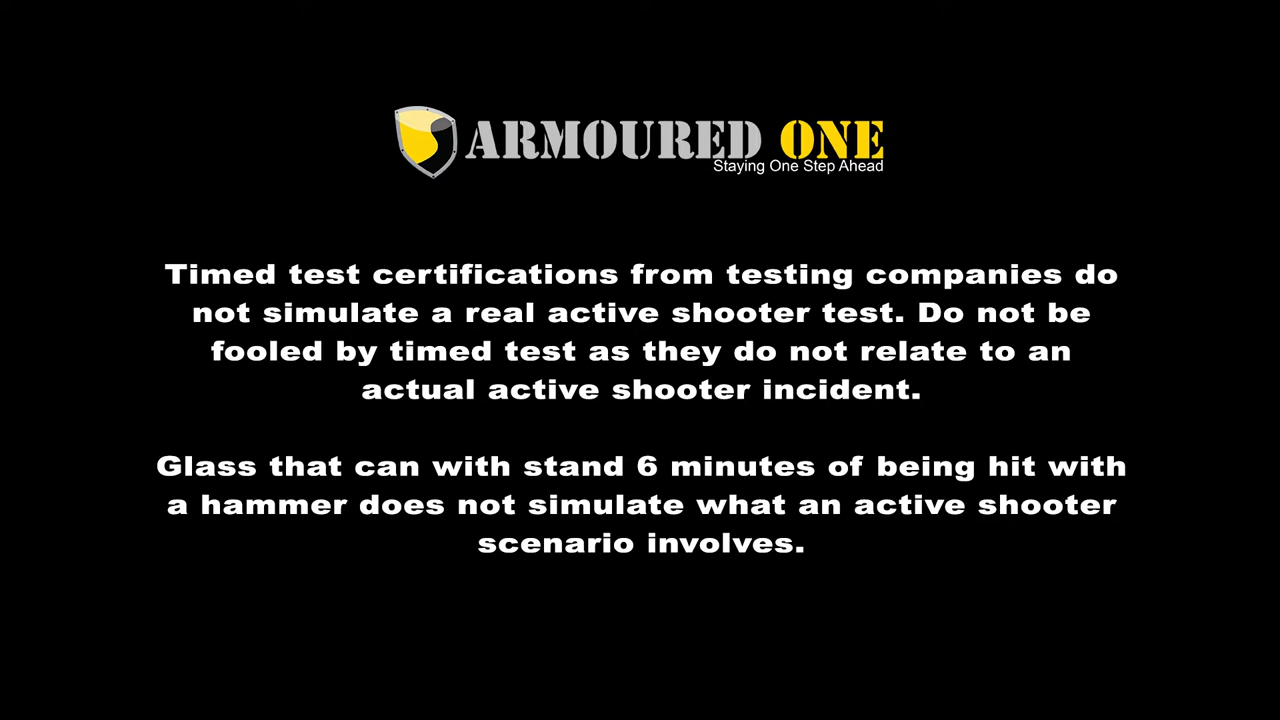 ARMOURED ONE
Staying One Step Ahead
Timed test certifications from testing companies do
not simulate a real active shooter test. Do not be
fooled by timed test as they do not relate to an
actual active shooter incident.
Glass that can with stand 6 minutes of being hit with
a hammer does not simulate what an active shooter
scenario involves.